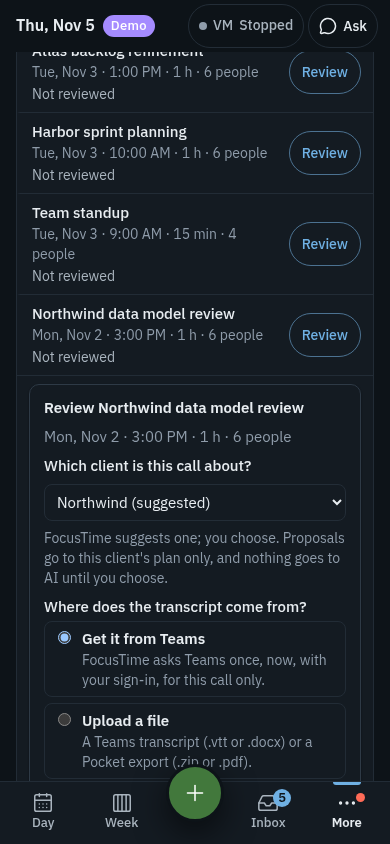 Thu, Nov 5 Demo VM Stopped Ask
Atlas backlog refinement
Tue, Nov 3 · 1:00 PM · 1 h · 6 people
Not reviewed
Review
Harbor sprint planning
Tue, Nov 3 · 10:00 AM · 1 h · 6 people
Not reviewed
Review
Team standup
Tue, Nov 3 · 9:00 AM · 15 min · 4
people
Not reviewed
Review
Northwind data model review
Mon, Nov 2 · 3:00 PM · 1 h · 6 people
Not reviewed
Review
Review Northwind data model review
Mon, Nov 2 · 3:00 PM · 1 h · 6 people
Which client is this call about?
Northwind (suggested)
FocusTime suggests one; you choose. Proposals
go to this client's plan only, and nothing goes to
AI until you choose.
Where does the transcript come from?
Get it from Teams
FocusTime asks Teams once, now, with
your sign-in, for this call only.
Upload a file
A Teams transcript (.vtt or .docx) or a
Pocket export (.zip or .pdf).
Day Week Inbox 5 More